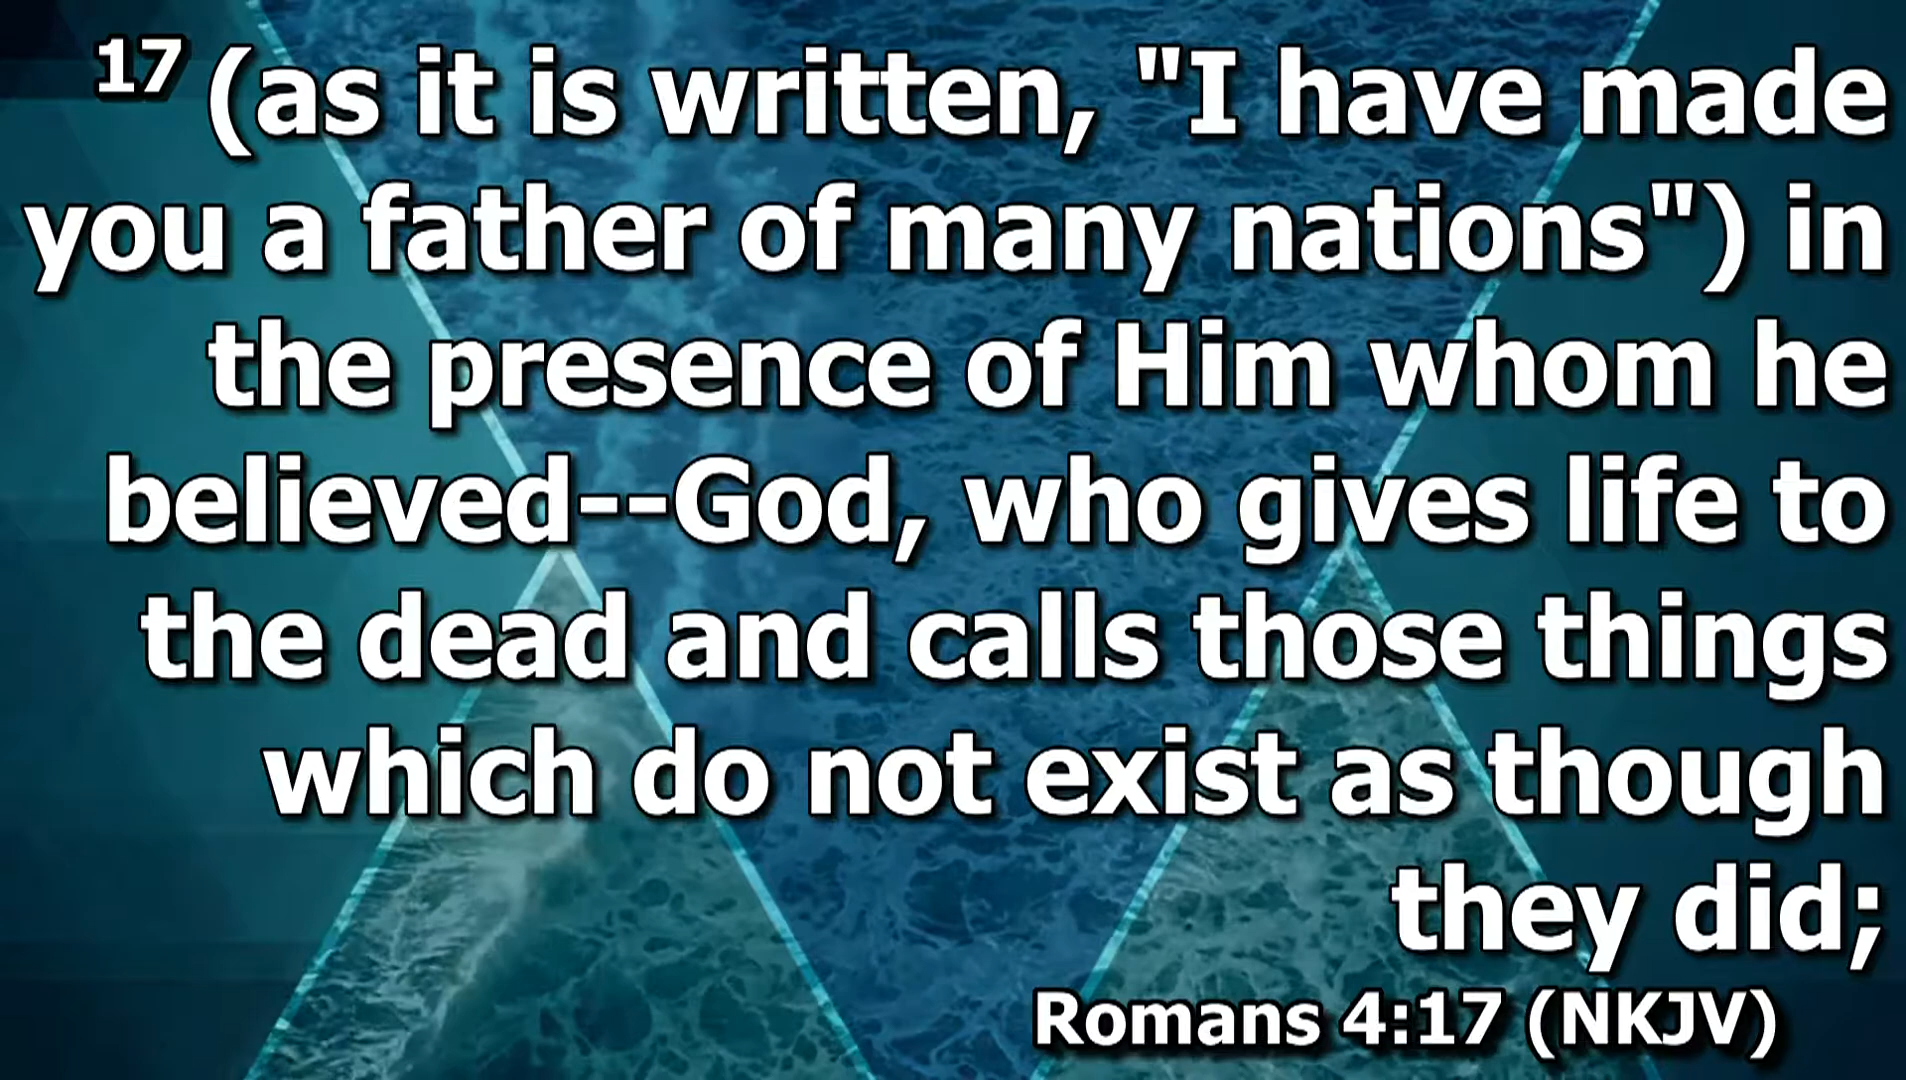 17 (as it is written, "I have made
you a father of many nations") in
the presence of Him whom he
believed--God, who gives life to
the dead and calls those things
which do not exist as though
they did;
Romans 4:17 (NKJV)